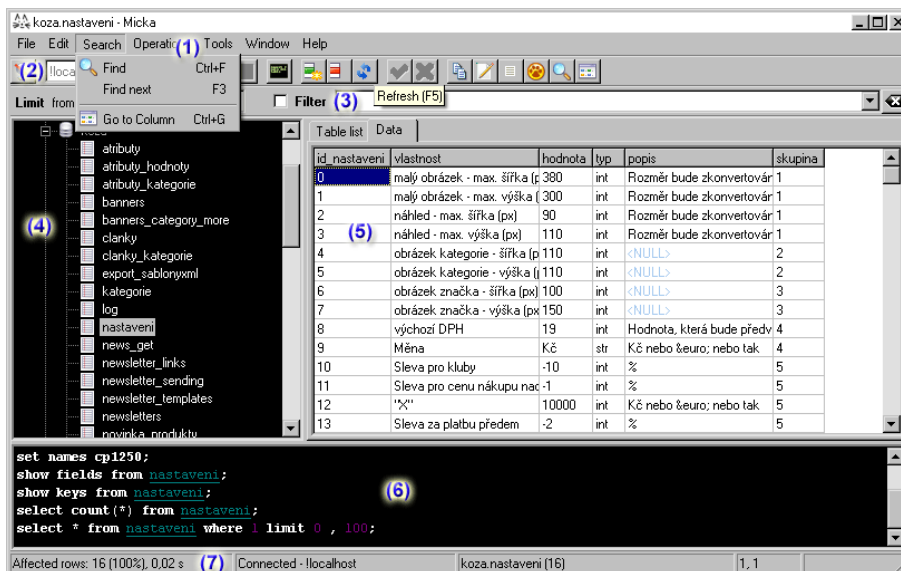 koza.nastaveni - Micka
File Edit Search Operatio (1) Tools Window Help
(2) !loca
Find Ctrl+F
Find next F3
Go to Column Ctrl+G
Refresh (F5)
Limit from
Filter (3)
koza
atributy
atributy_hodnoty
atributy_kategorie
banners
banners_category_more
clanky
clanky_kategorie
export_sablonyxml
kategorie
log
nastaveni
news_get
newsletter_links
newsletter_sending
newsletter_templates
newsletters
novinka_produktu
(4)
Table list Data
id_nastaveni vlastnost hodnota typ popis skupina
0 malý obrázek - max. šířka (p 380 int Rozměr bude zkonvertován 1
1 malý obrázek - max. výška ( 300 int Rozměr bude zkonvertován 1
2 náhled - max. šířka (px) 90 int Rozměr bude zkonvertován 1
3 náhled - max. výška (px) 110 int Rozměr bude zkonvertován 1
(5)
4 obrázek kategorie - šířka (p 110 int <NULL> 2
5 obrázek kategorie - výška (p 110 int <NULL> 2
6 obrázek značka - šířka (px) 100 int <NULL> 3
7 obrázek značka - výška (px 150 int <NULL> 3
8 výchozí DPH 19 int Hodnota, která bude předv 4
9 Měna Kč str Kč nebo &euro; nebo tak 4
10 Sleva pro kluby -10 int % 5
11 Sleva pro cenu nákupu nad -1 int % 5
12 "X" 10000 int Kč nebo &euro; nebo tak 5
13 Sleva za platbu předem -2 int % 5
set names cp1250;
show fields from nastaveni;
show keys from nastaveni;
(6)
select count(*) from nastaveni;
select * from nastaveni where 1 limit 0 , 100;
Affected rows: 16 (100%), 0,02 s (7) Connected - !localhost koza.nastaveni (16) 1, 1